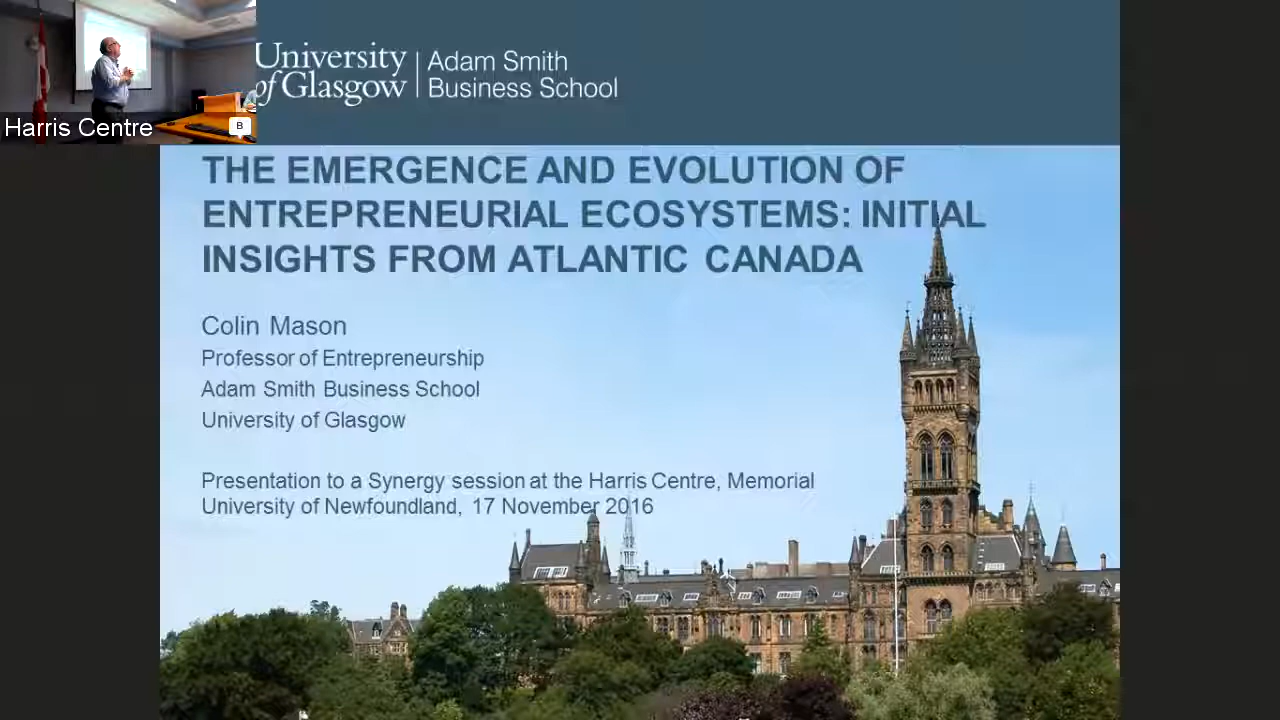 University
of Glasgow
Adam Smith
Business School
Harris Centre
B
THE EMERGENCE AND EVOLUTION OF
ENTREPRENEURIAL ECOSYSTEMS: INITIAL
INSIGHTS FROM ATLANTIC CANADA
Colin Mason
Professor of Entrepreneurship
Adam Smith Business School
University of Glasgow
Presentation to a Synergy session at the Harris Centre, Memorial
University of Newfoundland, 17 November 2016